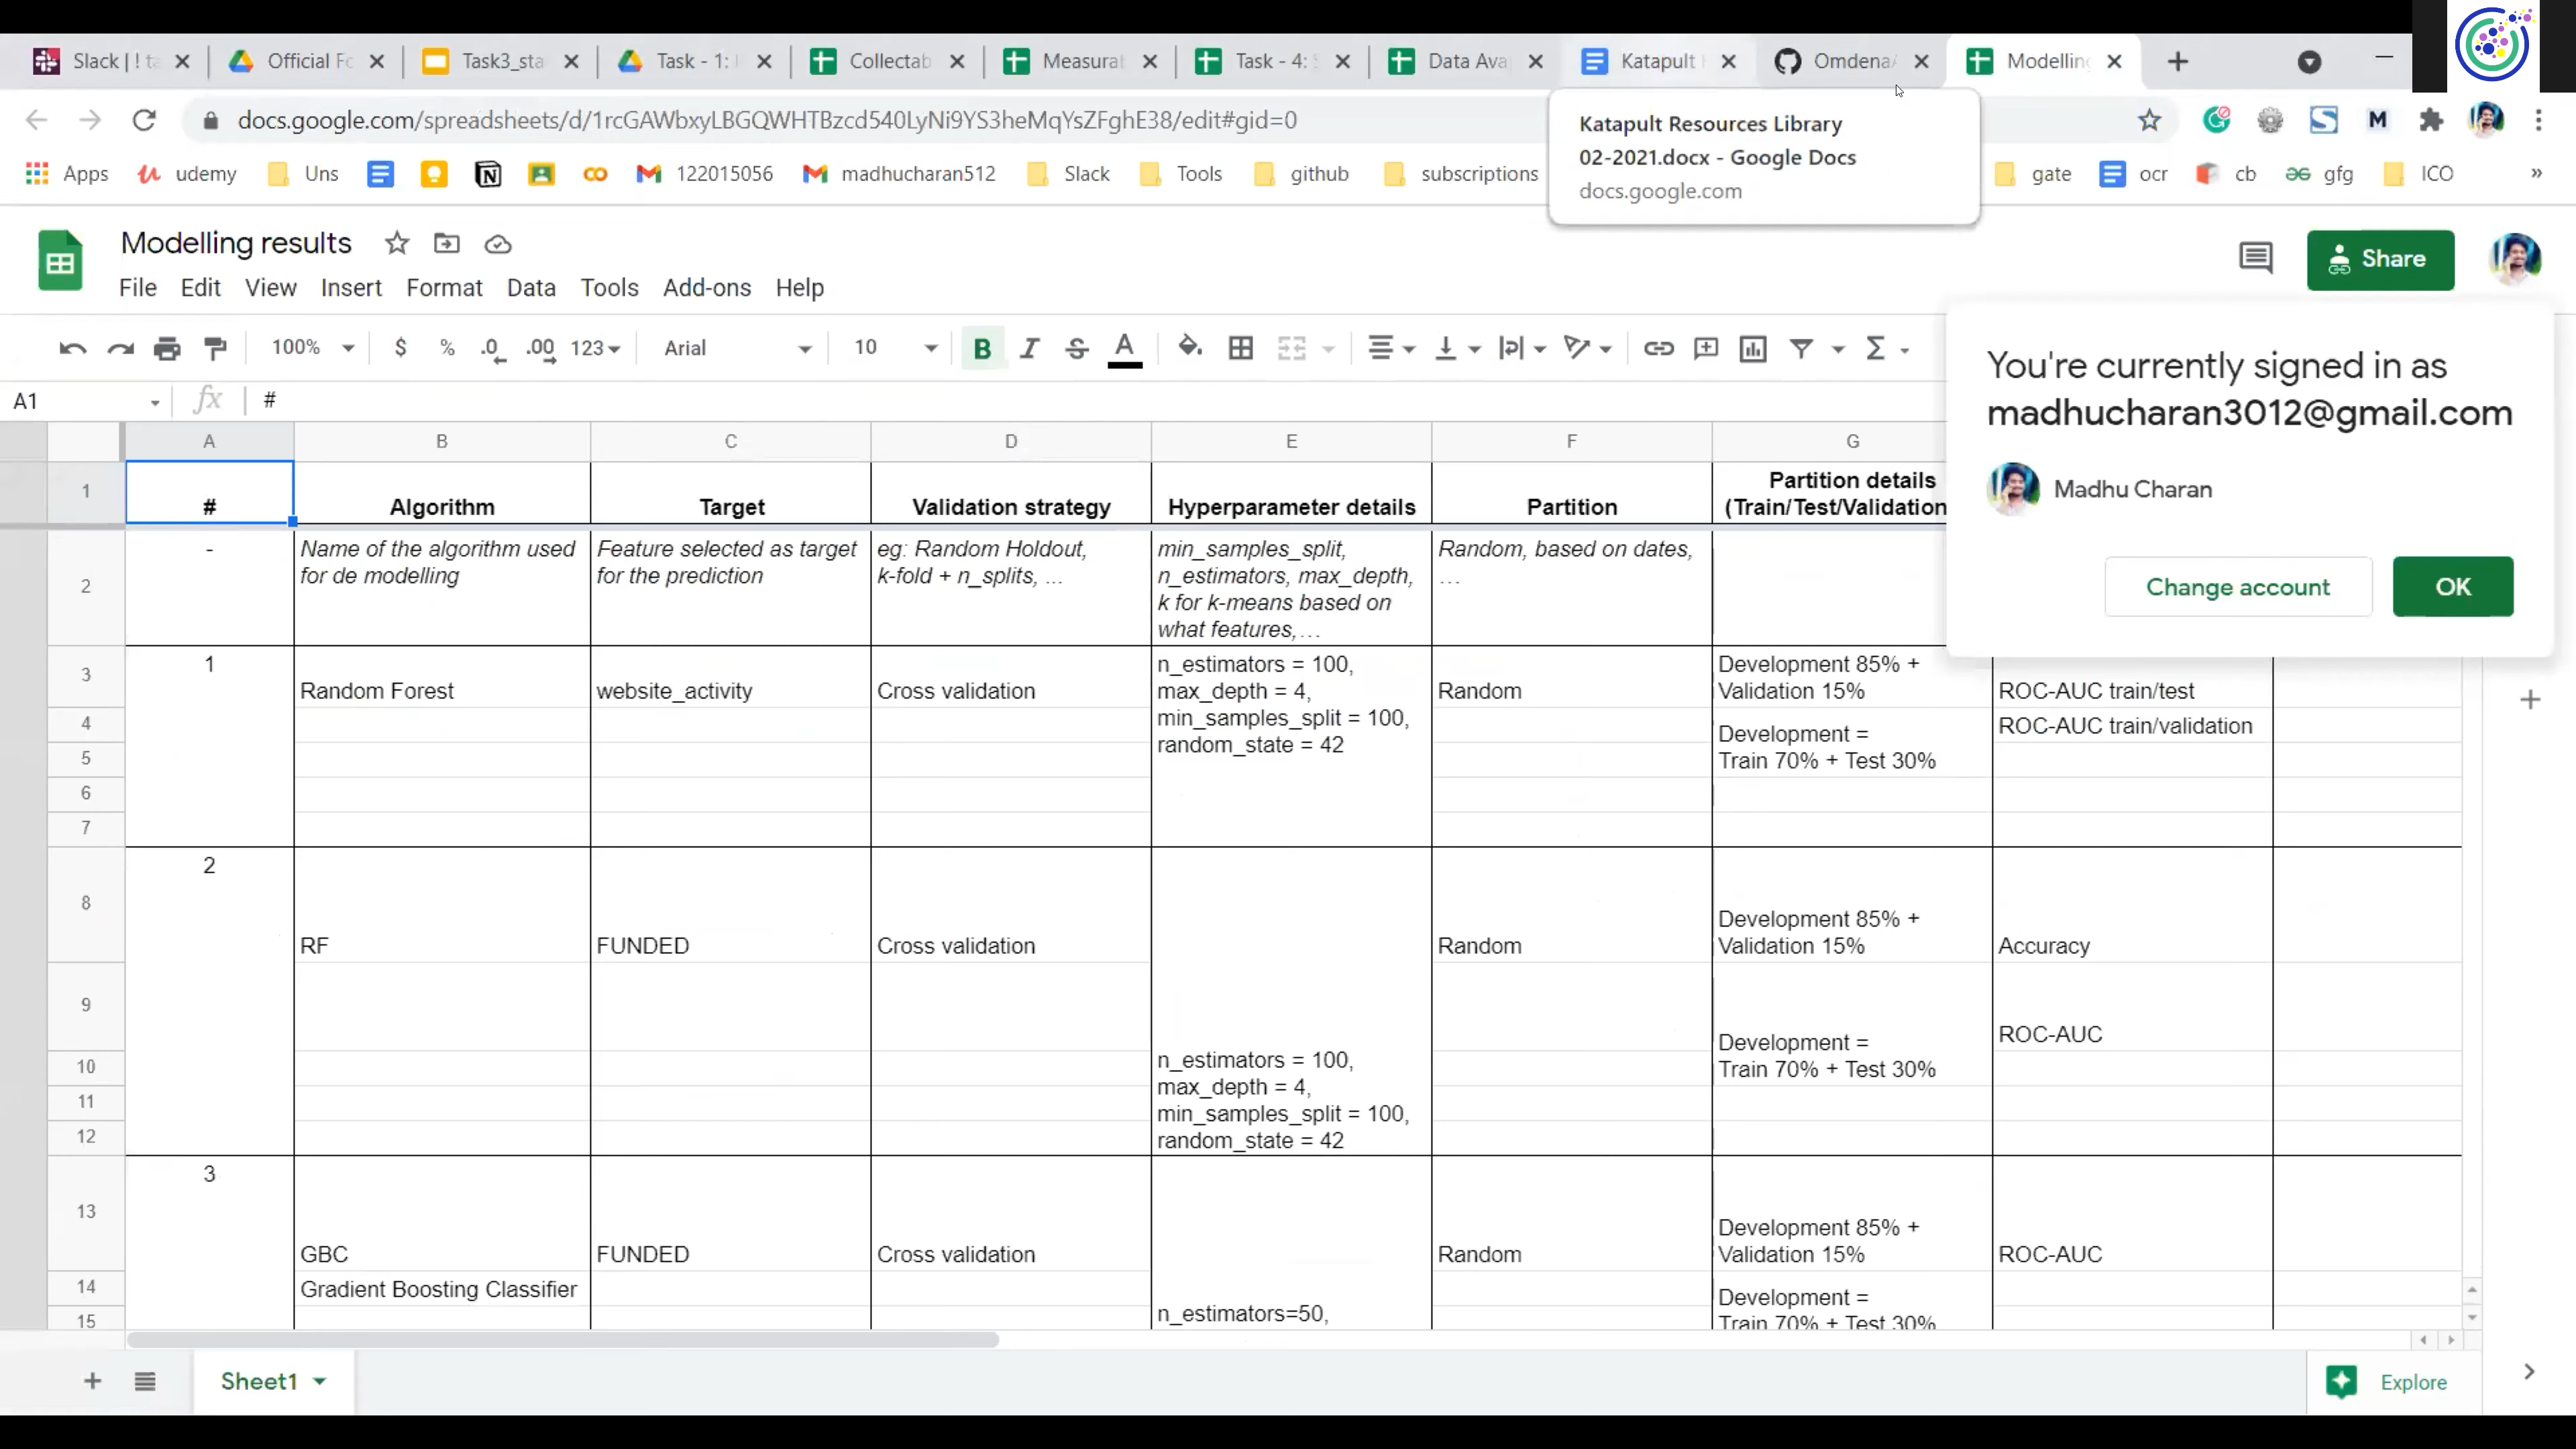 Slack | ! ta
Official Fo
Task3_sta
Task - 1:
Collectab
Measurab
Task - 4: S
Data Ava
Katapult
Omdena
Modelling
docs.google.com/spreadsheets/d/1rcGAWbxyLBGQWHTBzcd540LyNi9YS3heMqYsZFghE38/edit#gid=0
Katapult Resources Library
02-2021.docx - Google Docs
docs.google.com
Apps
udemy
Uns
122015056
madhucharan512
Slack
Tools
github
subscriptions
gate
ocr
cb
gfg
ICO
Modelling results
File Edit View Insert Format Data Tools Add-ons Help
Share
100% $ % .0 .00 123 Arial 10 B I S A
You're currently signed in as
madhucharan3012@gmail.com
Madhu Charan
Change account
OK
A1 fx #
A B C D E F G
1 # Algorithm Target Validation strategy Hyperparameter details Partition
Partition details
(Train/Test/Validation
2 -
Name of the algorithm used
for de modelling
Feature selected as target
for the prediction
eg: Random Holdout,
k-fold + n_splits, ...
min_samples_split,
n_estimators, max_depth,
k for k-means based on
what features,...
Random, based on dates,
...
3 1
Random Forest
website_activity
Cross validation
n_estimators = 100,
max_depth = 4,
min_samples_split = 100,
random_state = 42
Random
Development 85% +
Validation 15%
ROC-AUC train/test
4
ROC-AUC train/validation
5
Development =
Train 70% + Test 30%
6
7
2
8
RF
FUNDED
Cross validation
Random
Development 85% +
Validation 15%
Accuracy
9
ROC-AUC
Development =
Train 70% + Test 30%
10
n_estimators = 100,
max_depth = 4,
min_samples_split = 100,
random_state = 42
11
12
3
13
GBC
FUNDED
Cross validation
Random
Development 85% +
Validation 15%
ROC-AUC
14
Gradient Boosting Classifier
15
n_estimators=50,
Development =
Train 70% + Test 30%
Sheet1
Explore